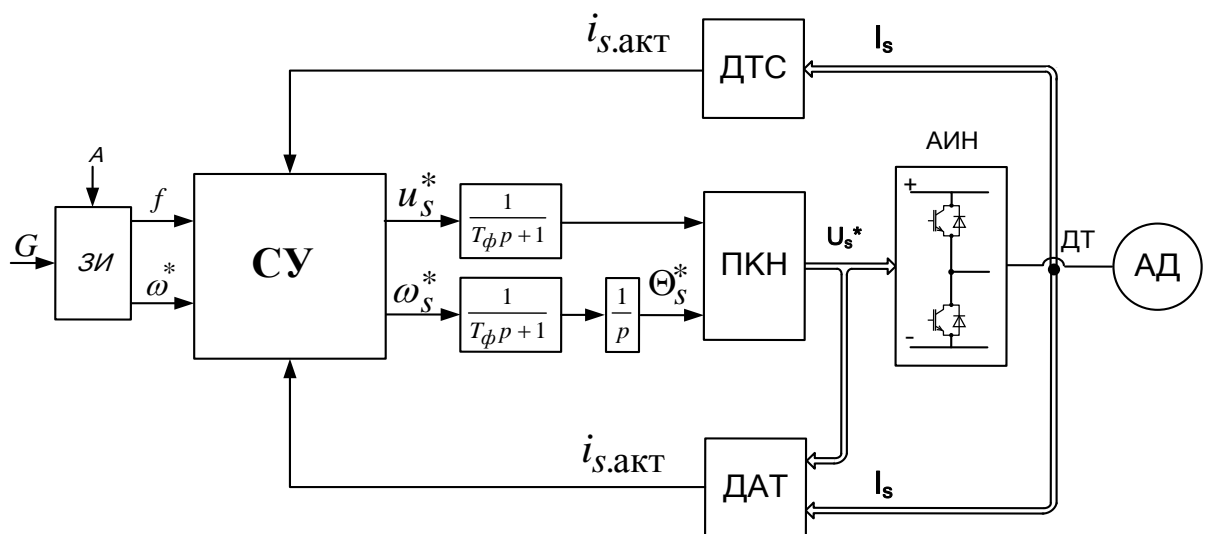 i_s.акт
ДТС
I_s
АИН
A
G
ЗИ
f
ω*
СУ
u_s^*
ω_s^*
1
T_ф p + 1
1
T_ф p + 1
1
p
Θ_s^*
ПКН
U_s*
+
-
ДТ
АД
i_s.акт
ДАТ
I_s